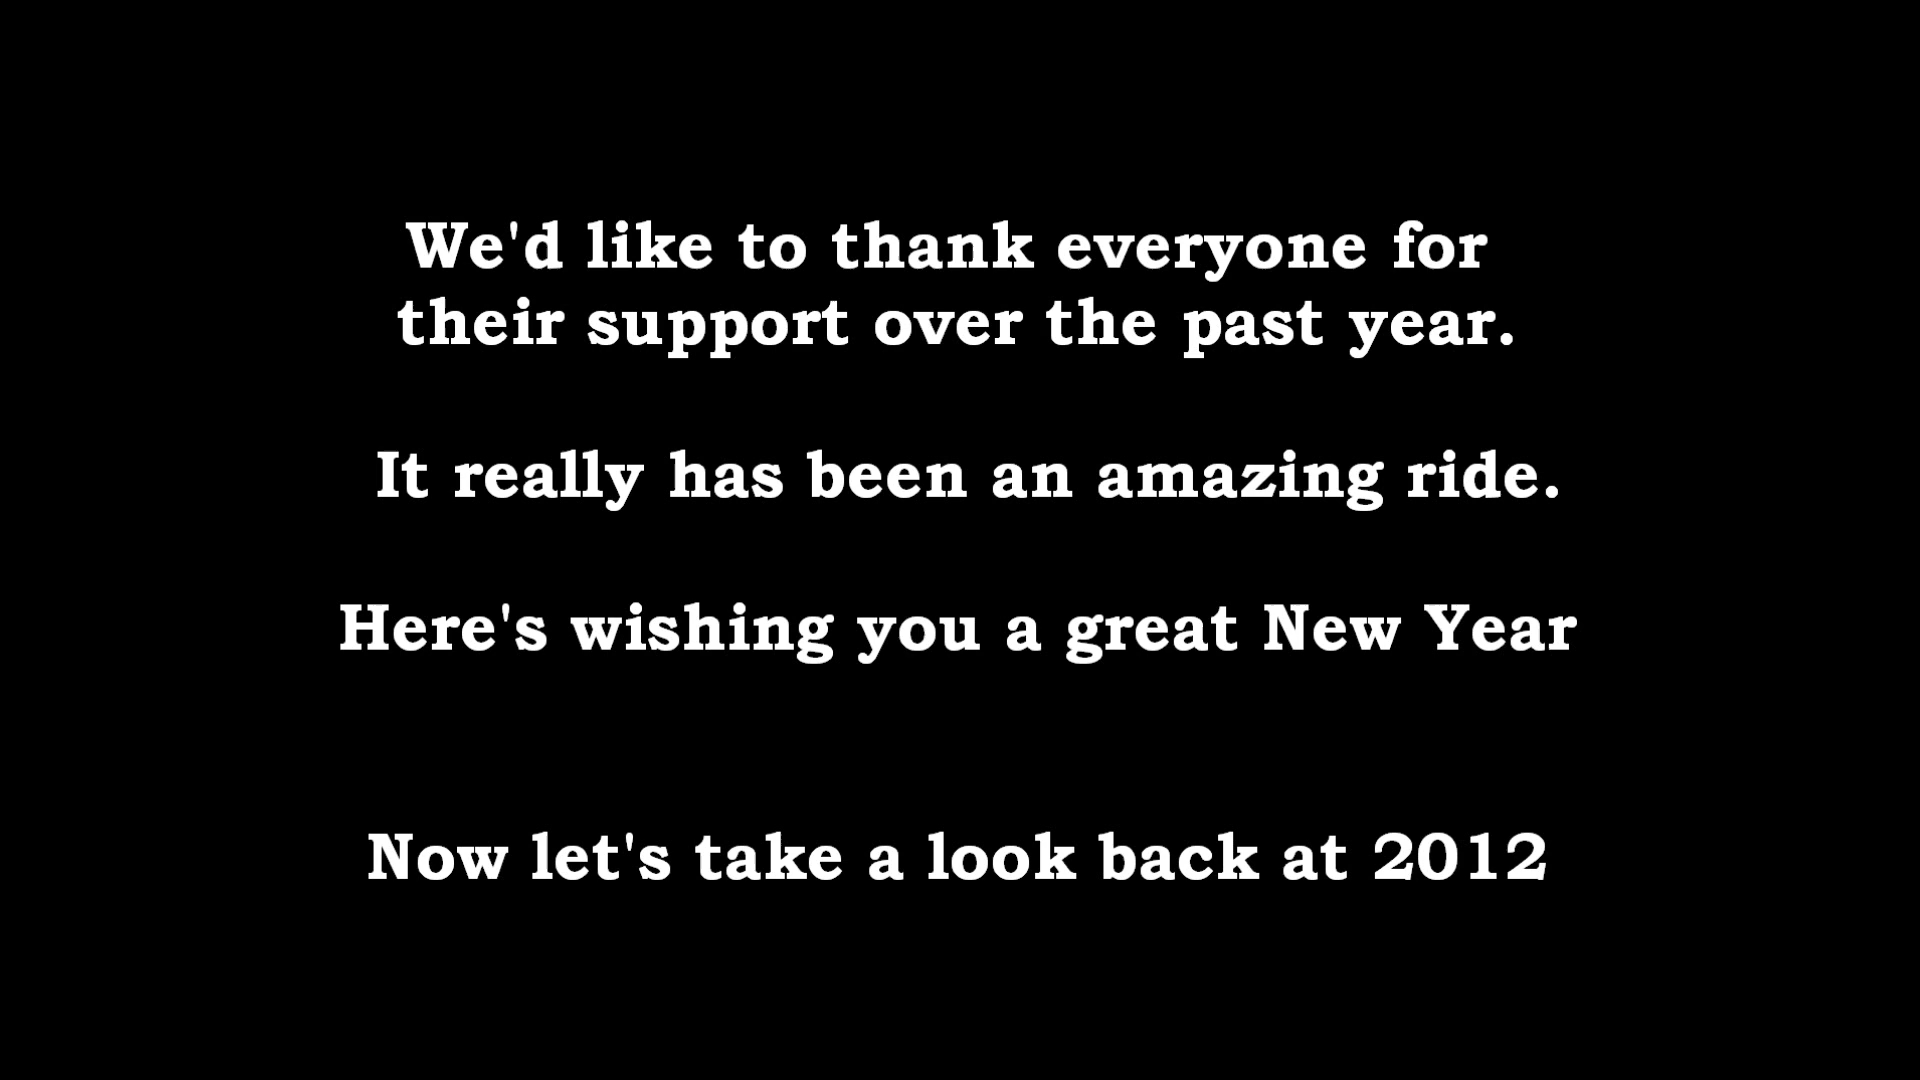 We'd like to thank everyone for
their support over the past year.
It really has been an amazing ride.
Here's wishing you a great New Year
Now let's take a look back at 2012